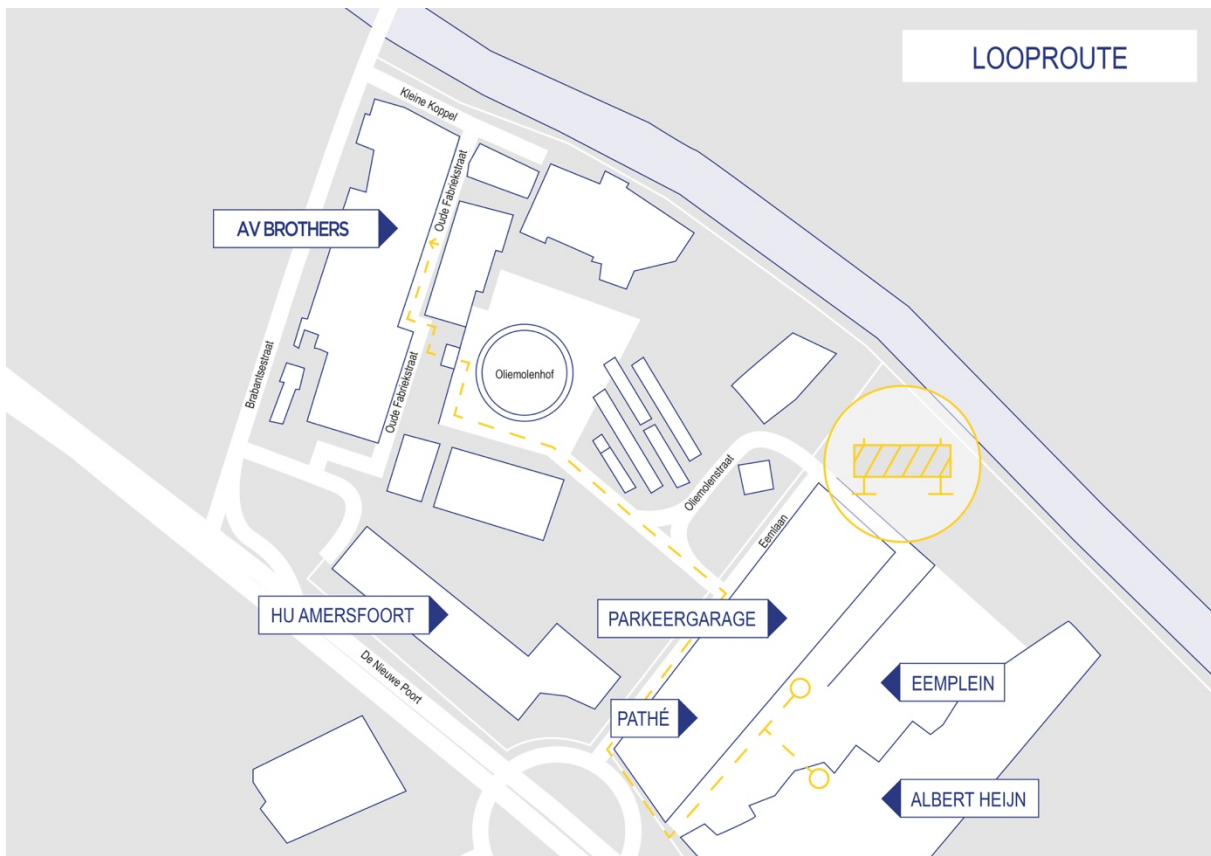 LOOPROUTE
Kleine Koppel
Oude Fabriekstraat
AV BROTHERS
Brabantsestraat
Oliemolenhof
Oude Fabriekstraat
Oliemolenstraat
Eemlaan
HU AMERSFOORT
PARKEERGARAGE
De Nieuwe Poort
EEMPLEIN
PATHÉ
ALBERT HEIJN